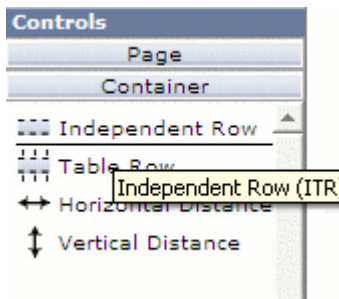 Controls
Page
Container
Independent Row
Table Row
Independent Row (ITR)
Horizontal Distance
Vertical Distance